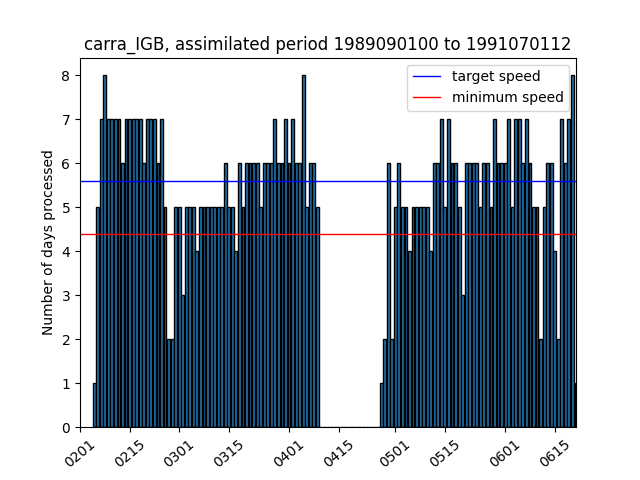 carra_IGB, assimilated period 1989090100 to 1991070112
target speed
minimum speed
Number of days processed
8
7
6
5
4
3
2
1
0
0201 0215 0301 0315 0401 0415 0501 0515 0601 0615